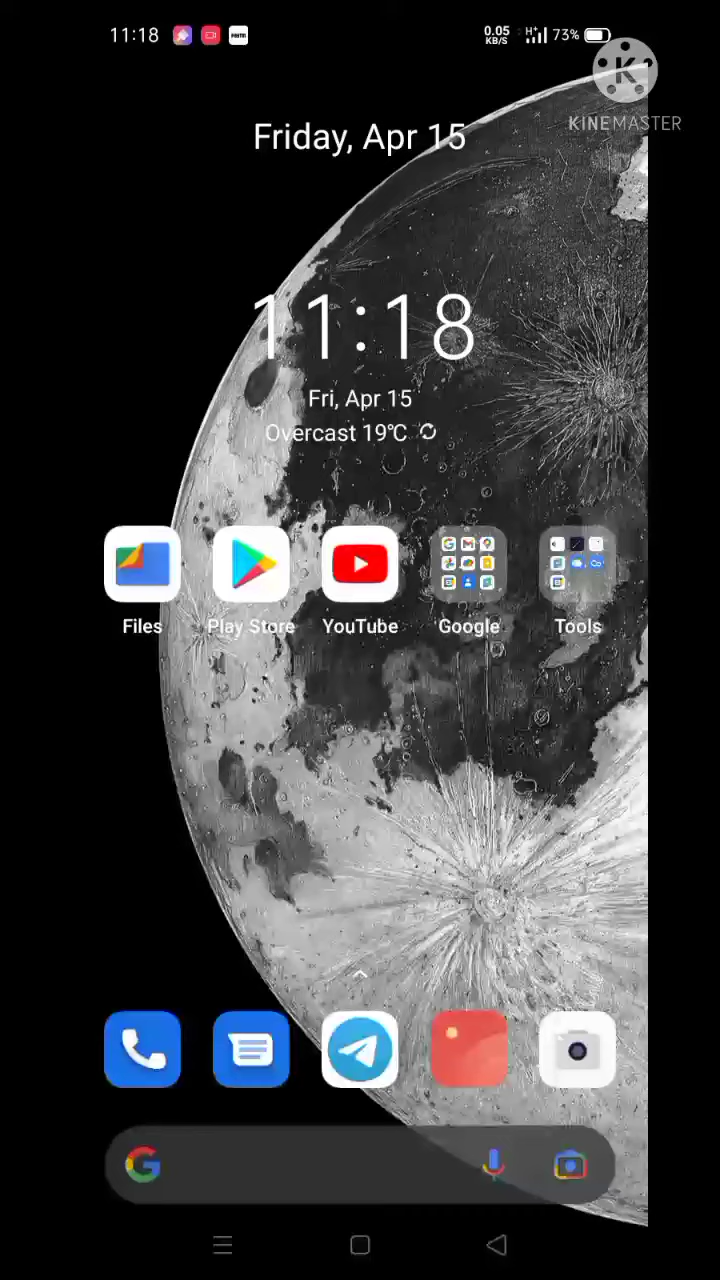 11:18
0.05
KB/S
H+
73%
KINEMASTER
Friday, Apr 15
11:18
Fri, Apr 15
Overcast 19℃
Files
Play Store
YouTube
Google
Tools